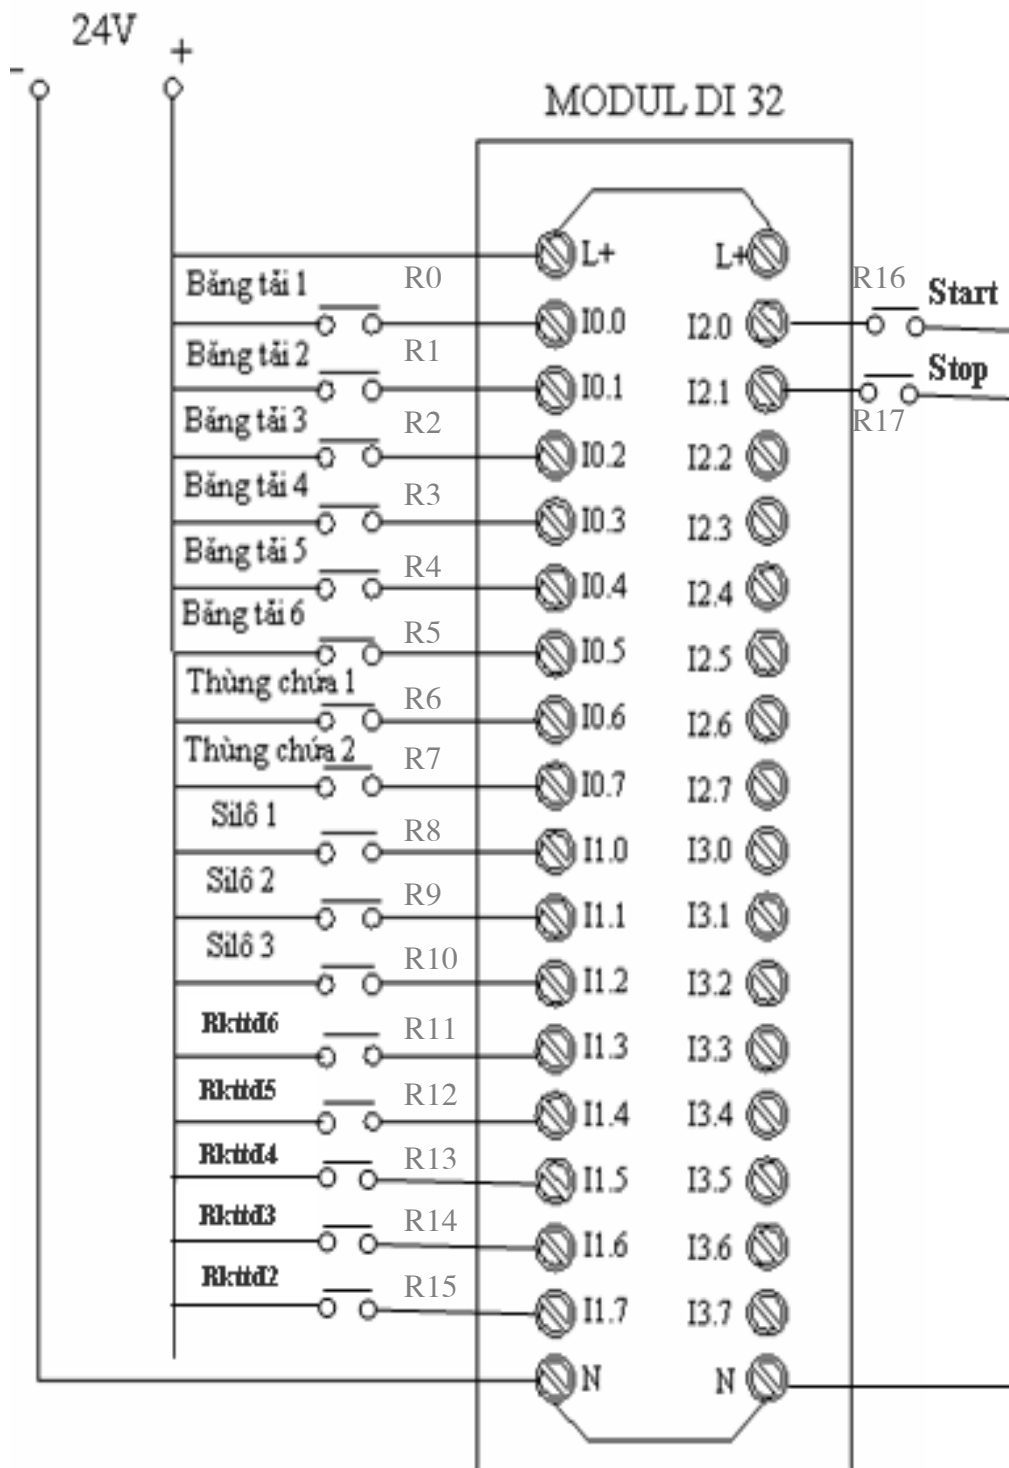 24V
- +
MODUL DI 32
L+ L+
Băng tải 1 R0 R16 Start
I0.0 I2.0
Băng tải 2 R1 Stop
I0.1 I2.1
Băng tải 3 R2 R17
I0.2 I2.2
Băng tải 4 R3
I0.3 I2.3
Băng tải 5 R4
I0.4 I2.4
Băng tải 6 R5
I0.5 I2.5
Thùng chứa 1 R6
I0.6 I2.6
Thùng chứa 2 R7
I0.7 I2.7
Silô 1 R8
I1.0 I3.0
Silô 2 R9
I1.1 I3.1
Silô 3 R10
I1.2 I3.2
Rkttđ6 R11
I1.3 I3.3
Rkttđ5 R12
I1.4 I3.4
Rkttđ4 R13
I1.5 I3.5
Rkttđ3 R14
I1.6 I3.6
Rkttđ2 R15
I1.7 I3.7
N N